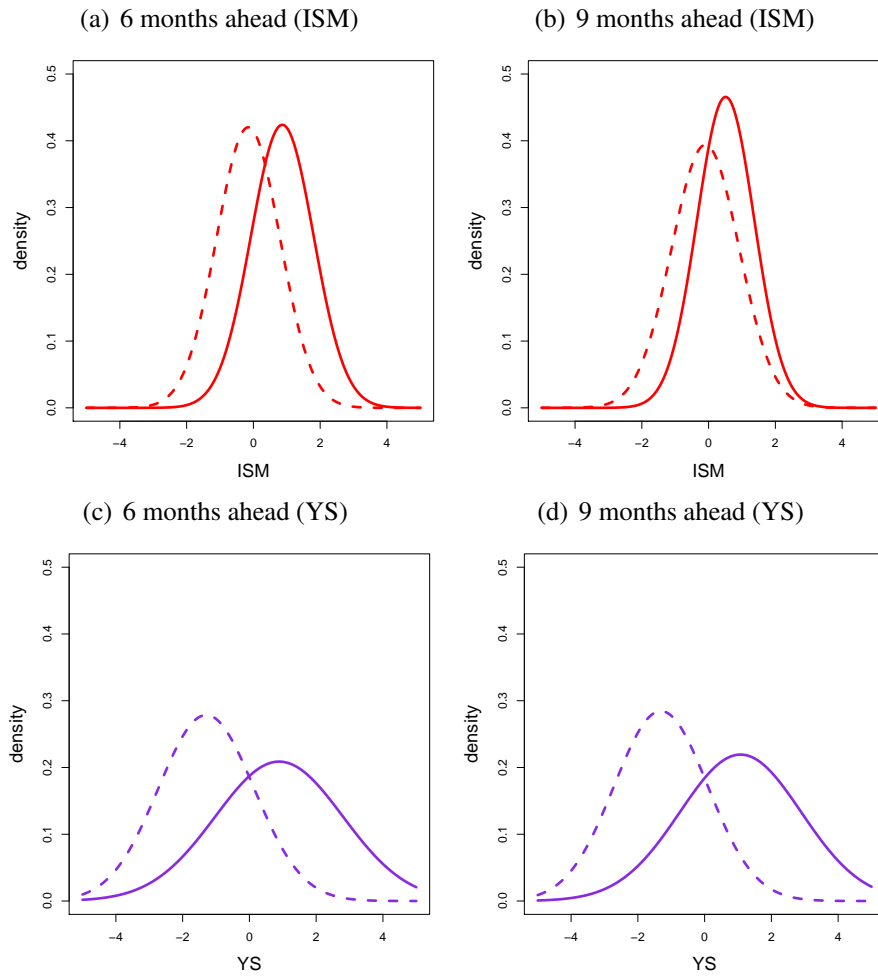 (a) 6 months ahead (ISM)
(b) 9 months ahead (ISM)
0.5
0.4
0.3
0.2
0.1
0.0
density
-4 -2 0 2 4
ISM
0.5
0.4
0.3
0.2
0.1
0.0
density
-4 -2 0 2 4
ISM
(c) 6 months ahead (YS)
(d) 9 months ahead (YS)
0.5
0.4
0.3
0.2
0.1
0.0
density
-4 -2 0 2 4
YS
0.5
0.4
0.3
0.2
0.1
0.0
density
-4 -2 0 2 4
YS